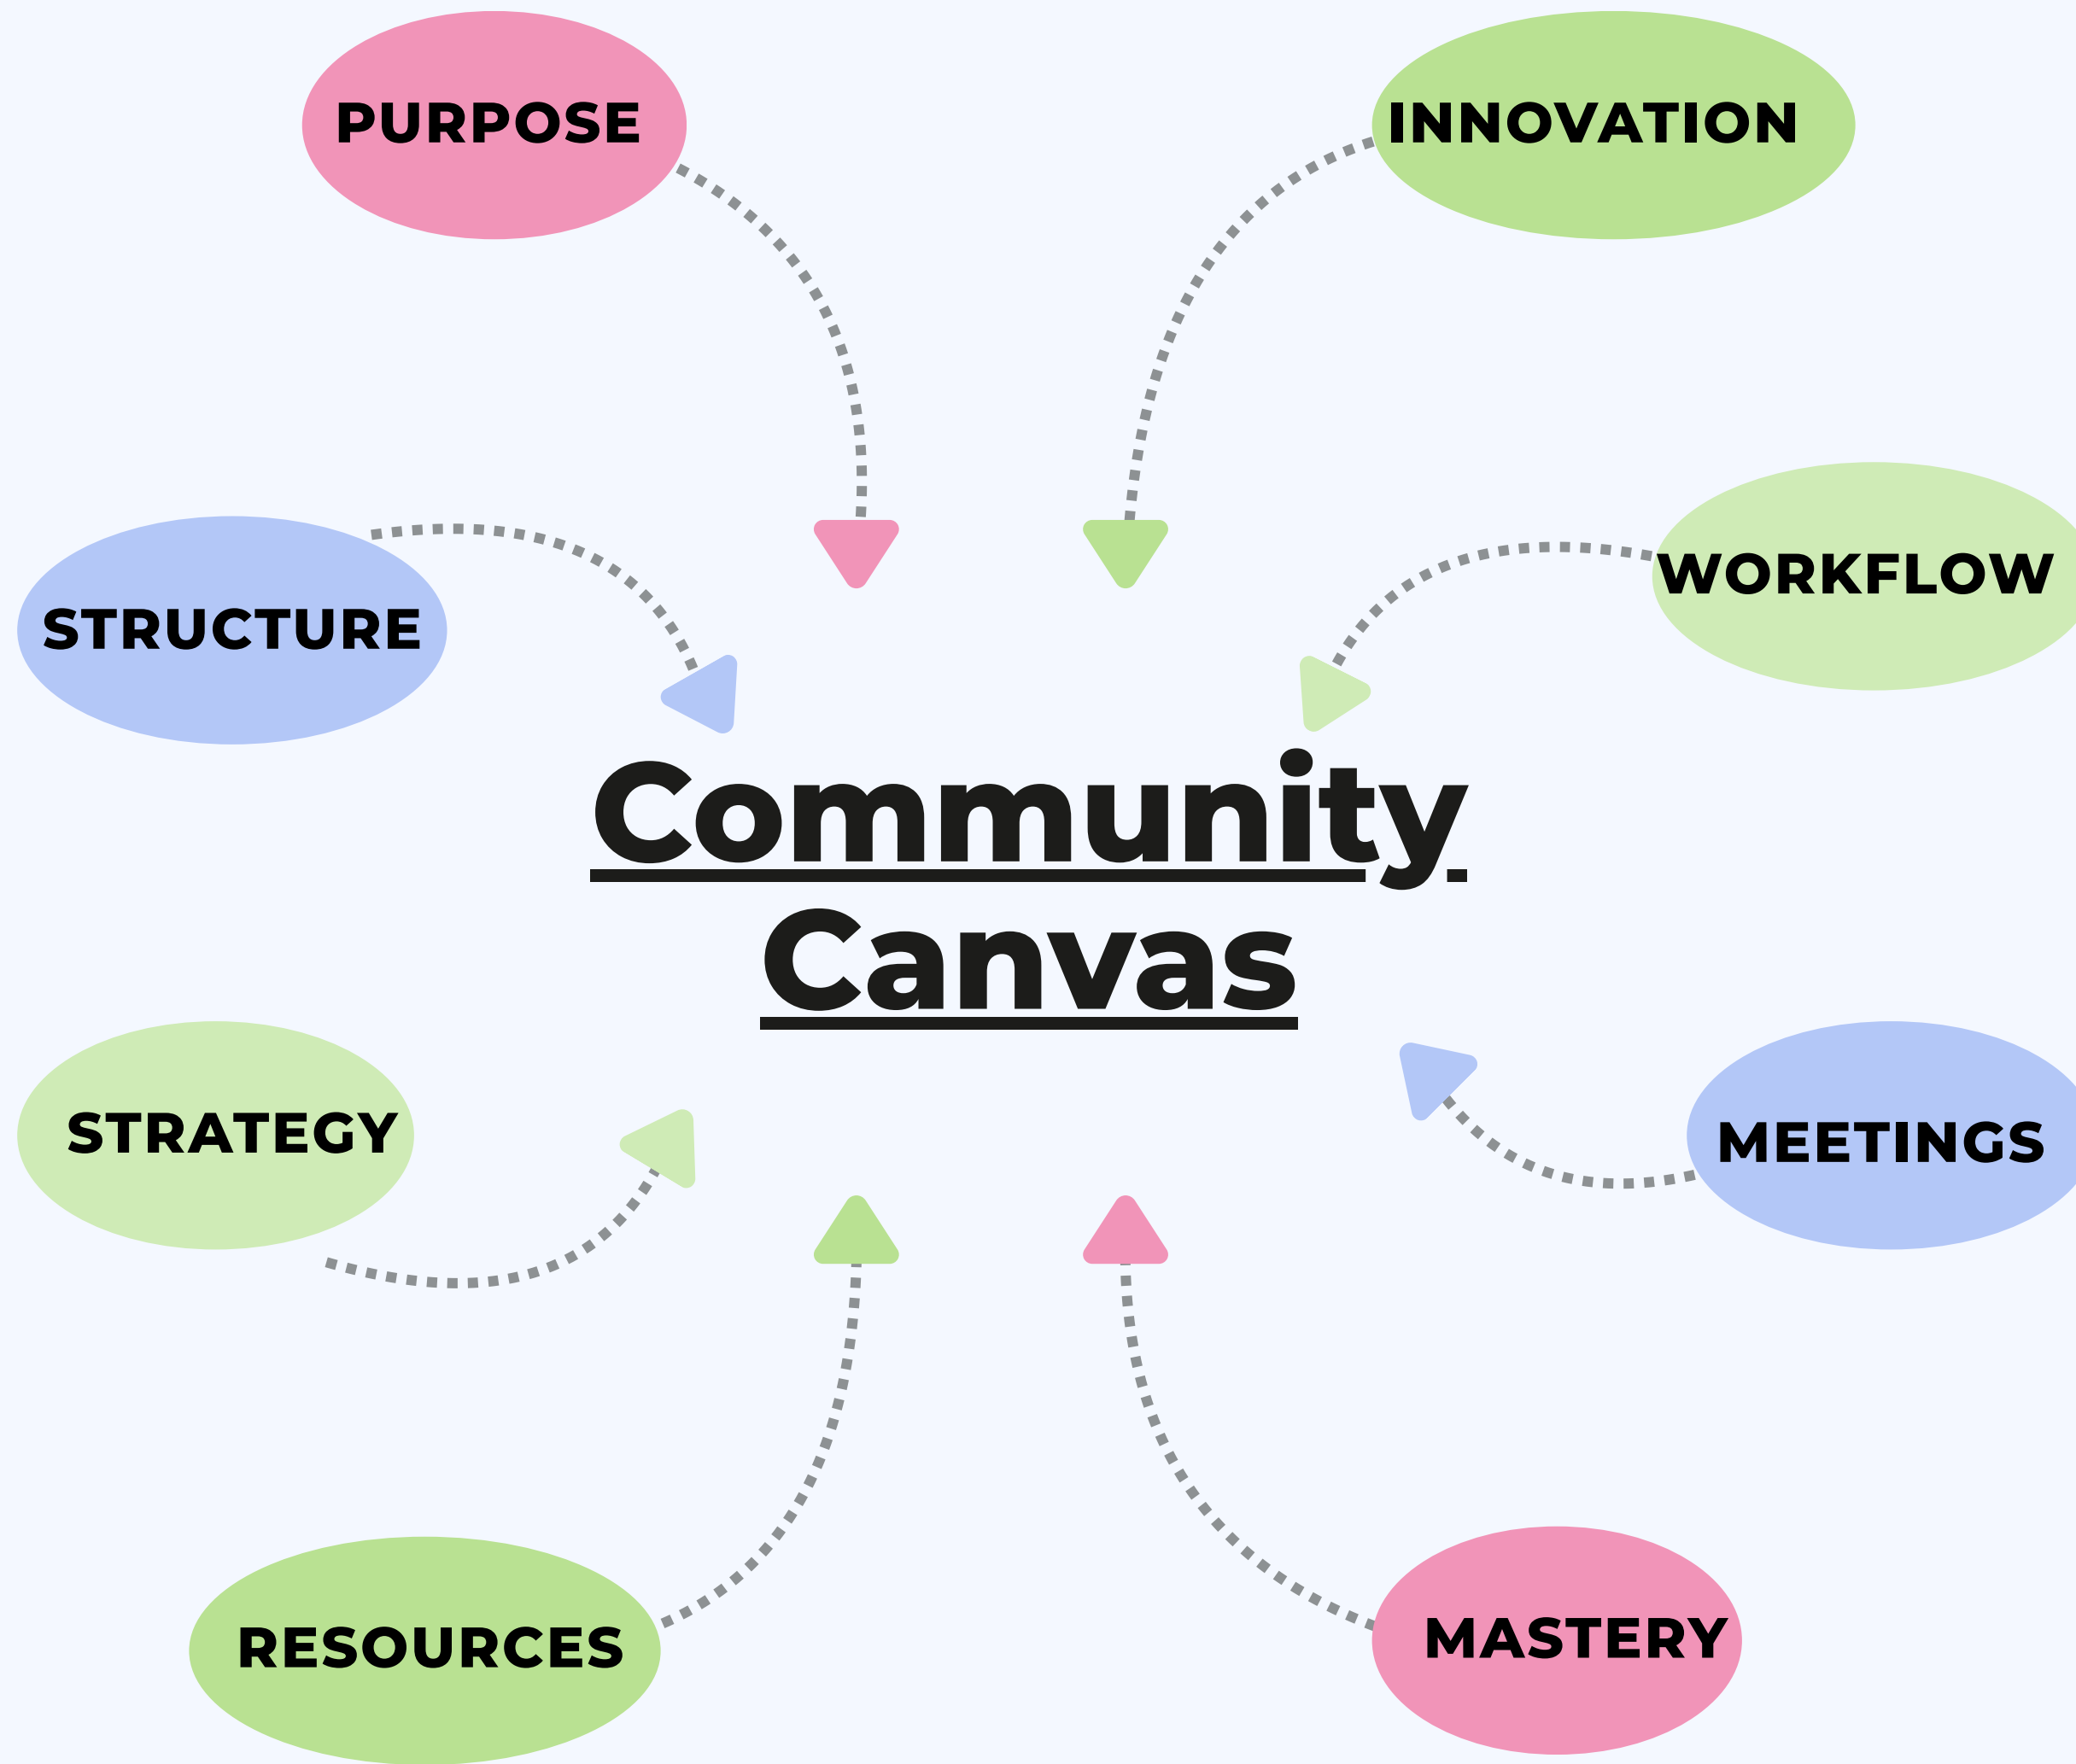 PURPOSE
INNOVATION
STRUCTURE
WORKFLOW
Community
Canvas
STRATEGY
MEETINGS
RESOURCES
MASTERY